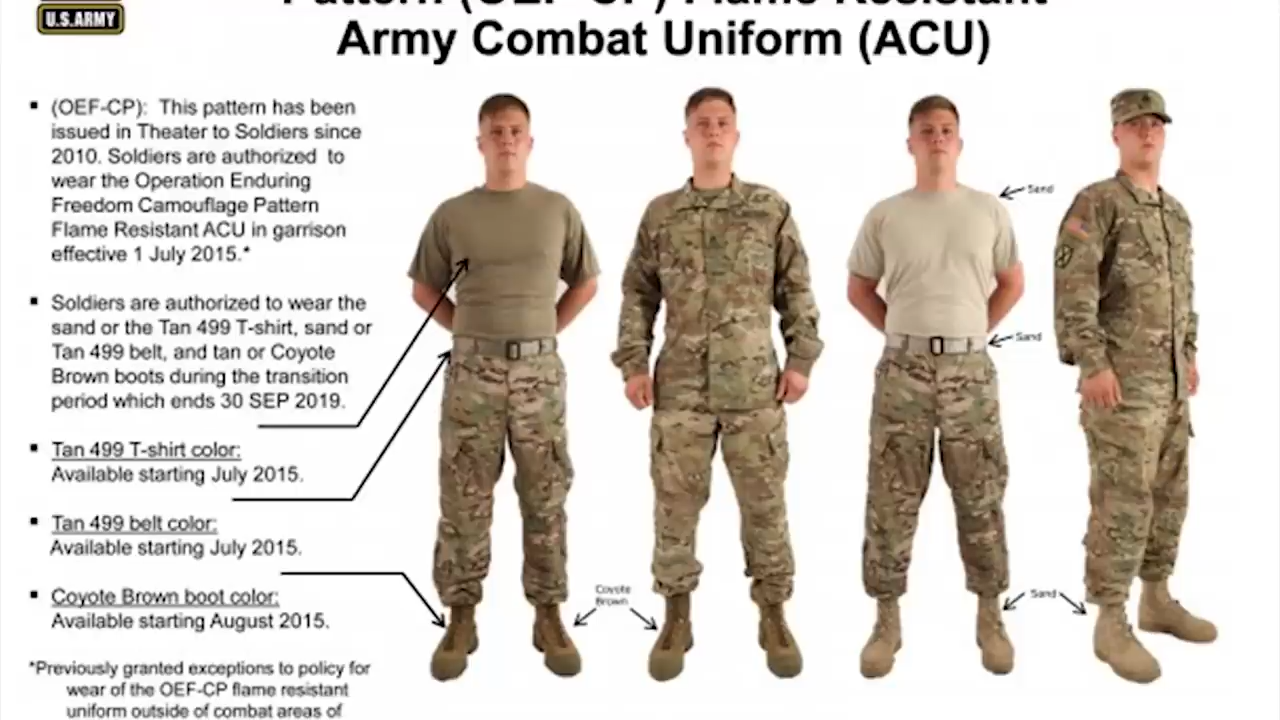 U.S.ARMY
Pattern (OEF-CP) Flame Resistant
Army Combat Uniform (ACU)
▪ (OEF-CP): This pattern has been
issued in Theater to Soldiers since
2010. Soldiers are authorized to
wear the Operation Enduring
Freedom Camouflage Pattern
Flame Resistant ACU in garrison
effective 1 July 2015.*
▪ Soldiers are authorized to wear the
sand or the Tan 499 T-shirt, sand or
Tan 499 belt, and tan or Coyote
Brown boots during the transition
period which ends 30 SEP 2019.
▪ Tan 499 T-shirt color:
Available starting July 2015.
▪ Tan 499 belt color:
Available starting July 2015.
▪ Coyote Brown boot color:
Available starting August 2015.
*Previously granted exceptions to policy for
wear of the OEF-CP flame resistant
uniform outside of combat areas of
Coyote
Brown
Sand
Sand
Sand